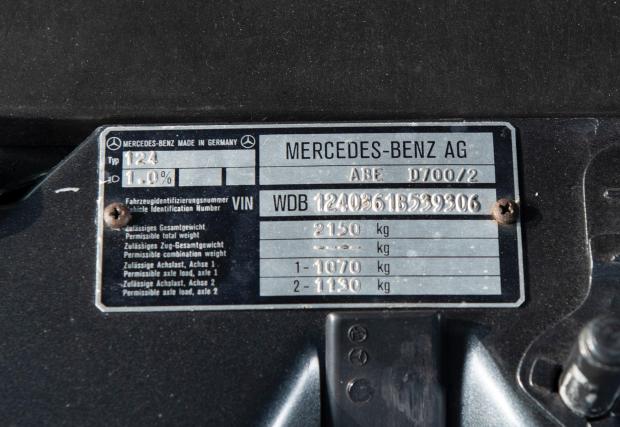 MERCEDES-BENZ MADE IN GERMANY
Typ 124
1.0%
MERCEDES-BENZ AG
ABE D700/2
Fahrzeugidentifizierungsnummer
Vehicle Identification Number VIN WDB 1240361B539306
Zulässiges Gesamtgewicht
Permissible total weight 2150 kg
Zulässiges Zug-Gesamtgewicht
Permissible combination weight --- kg
Zulässige Achslast, Achse 1
Permissible axle load, axle 1 1-1070 kg
Zulässige Achslast, Achse 2
Permissible axle load, axle 2 2-1130 kg